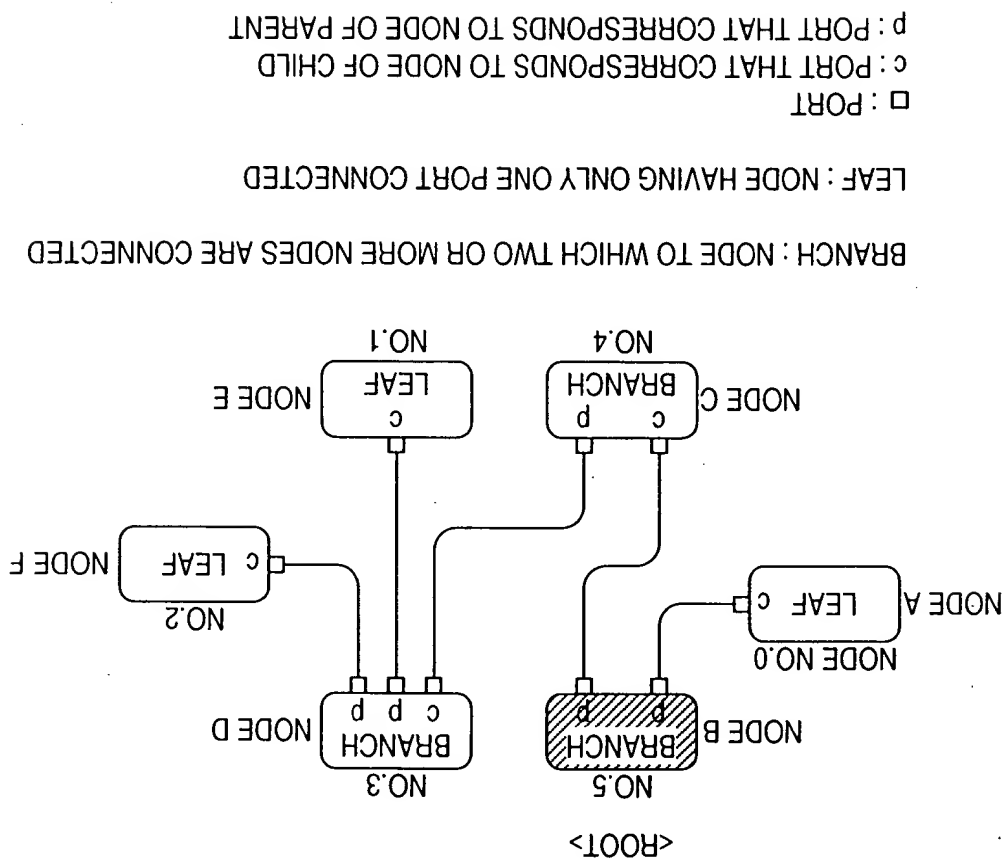 <ROOT>
NO.5
NODE B
BRANCH
p p
NO.3
BRANCH
c p p
NODE D
NODE NO.0
NODE A
LEAF c
NO.2
c LEAF
NODE F
NODE C
c p
BRANCH
NO.4
c
LEAF
NO.1
NODE E
BRANCH : NODE TO WHICH TWO OR MORE NODES ARE CONNECTED
LEAF : NODE HAVING ONLY ONE PORT CONNECTED
□ : PORT
c : PORT THAT CORRESPONDS TO NODE OF CHILD
p : PORT THAT CORRESPONDS TO NODE OF PARENT